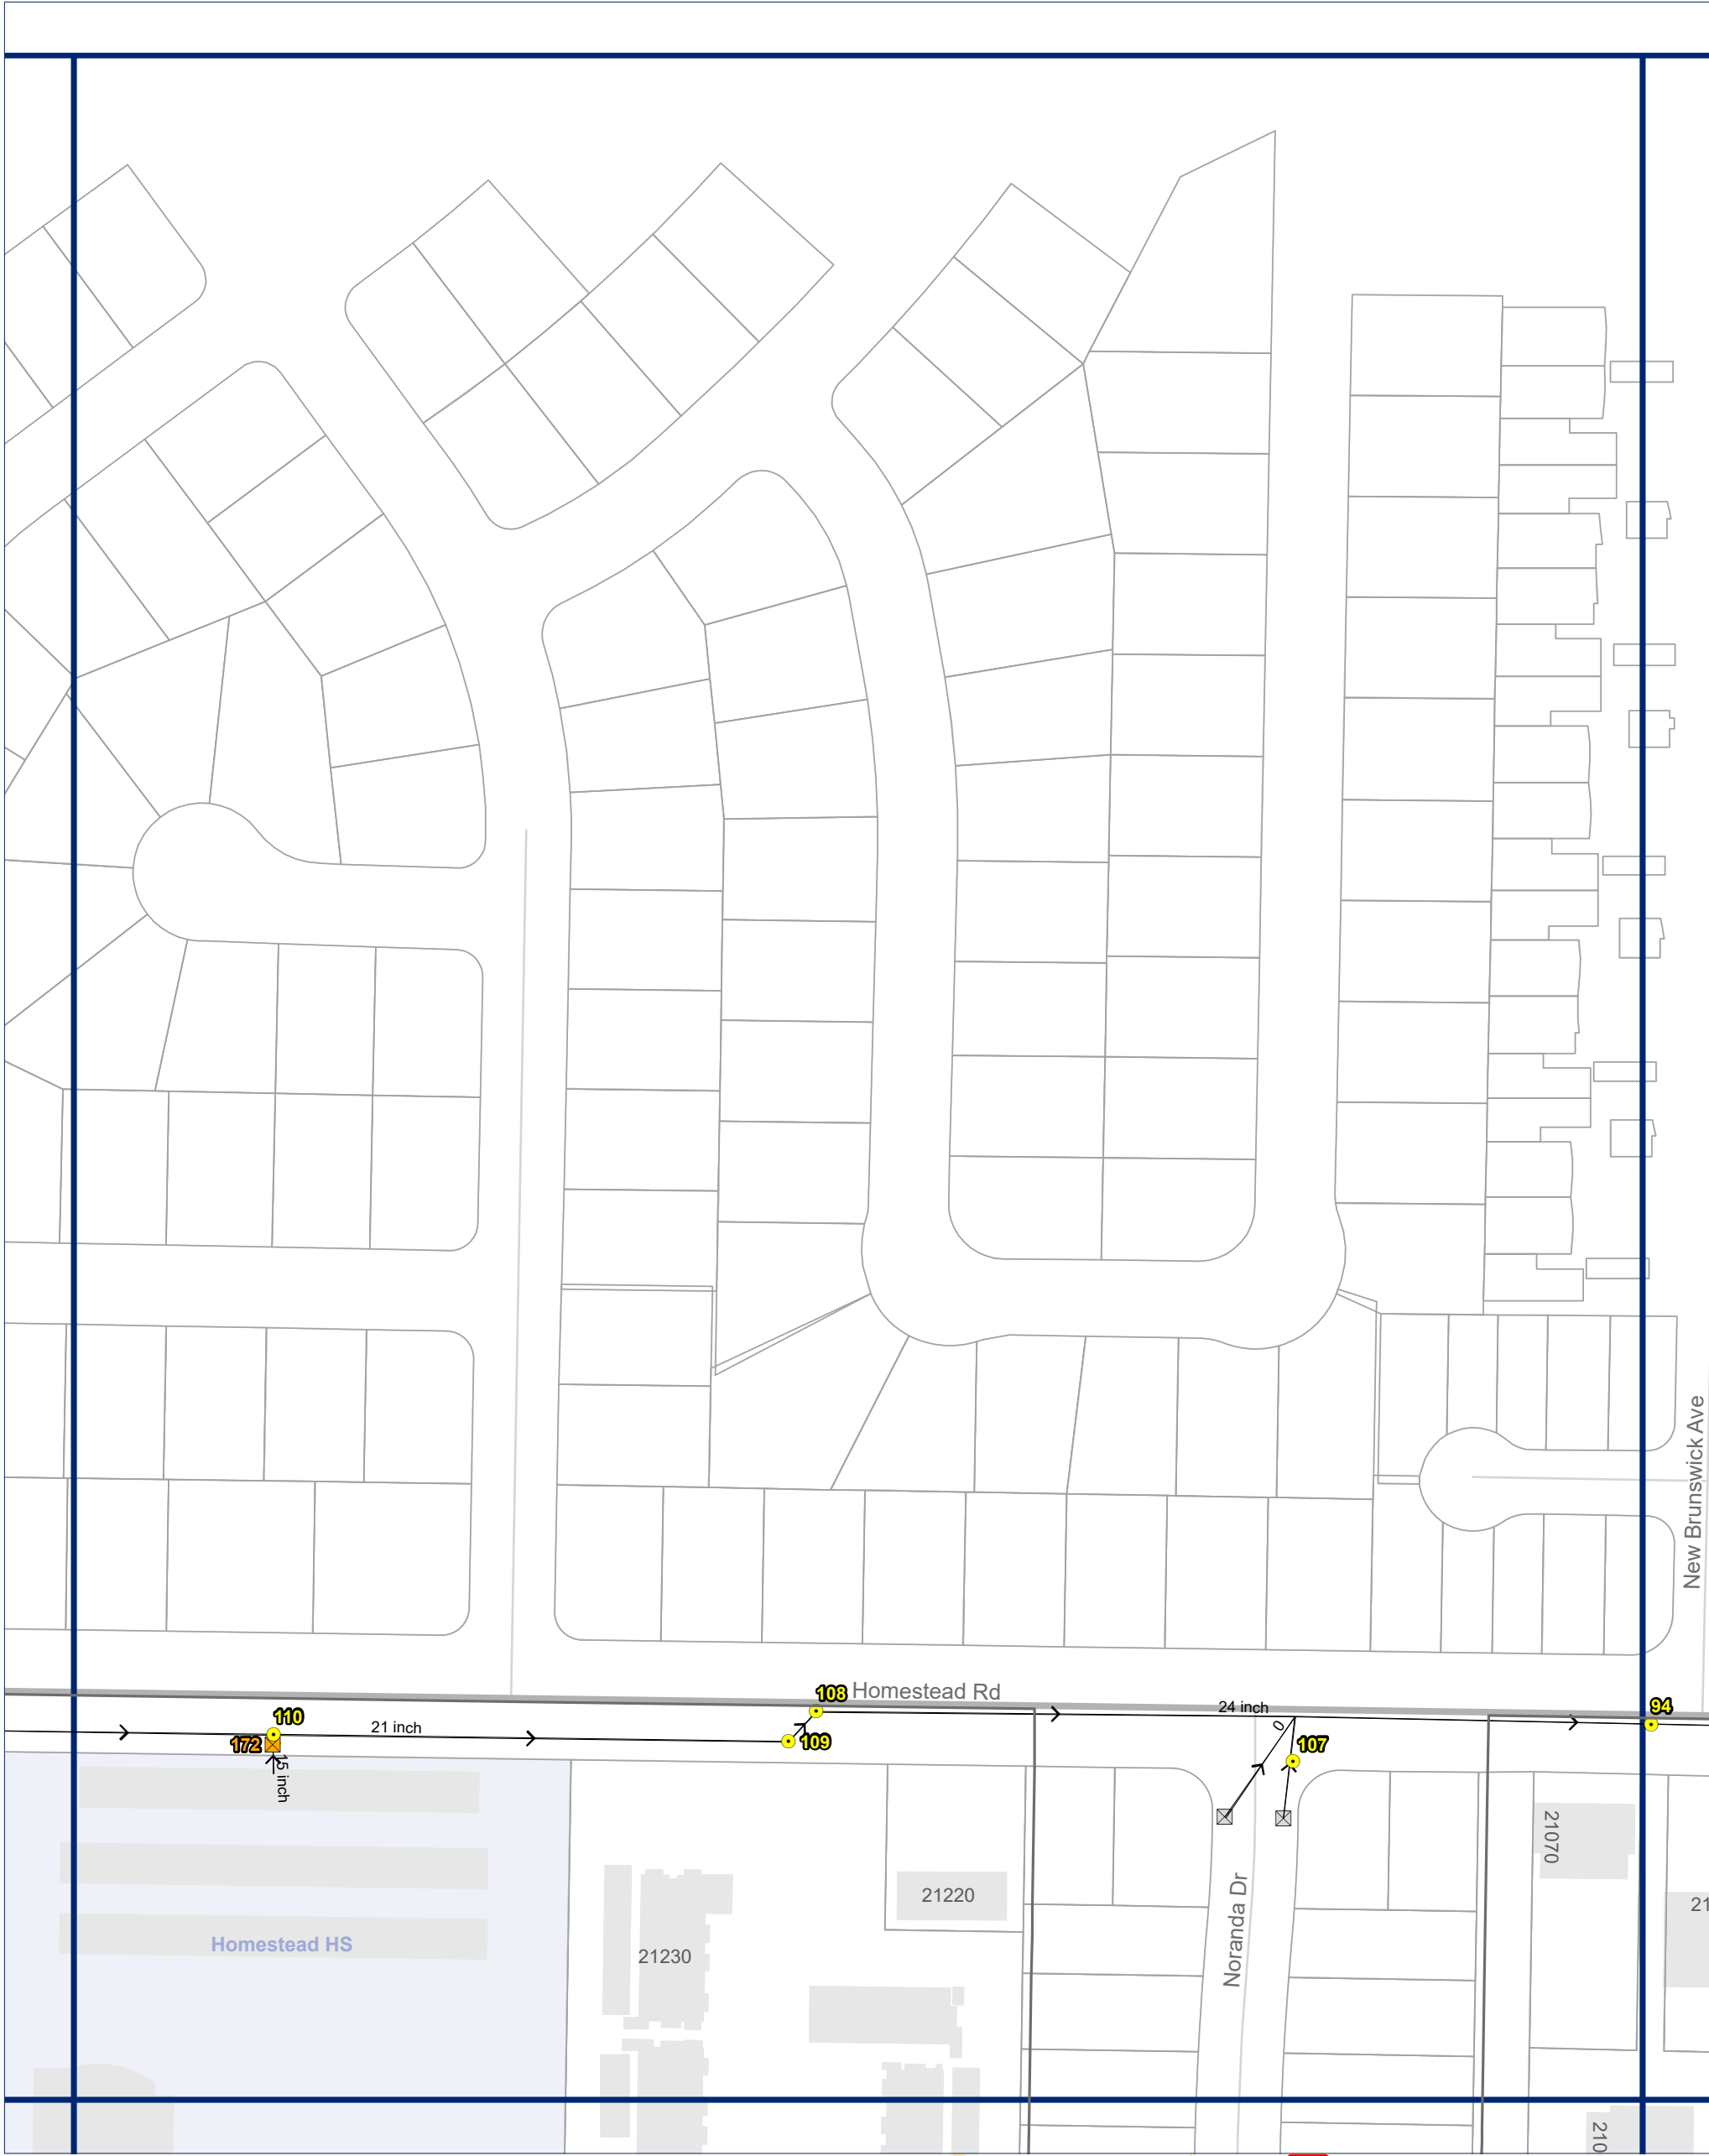 New Brunswick Ave
108
Homestead Rd
94
110
21 inch
24 inch
172
109
0
107
15 inch
21070
21220
21
Homestead HS
21230
Noranda Dr
210